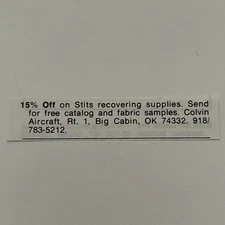 15% Off on Stits recovering supplies. Send
for free catalog and fabric samples. Colvin
Aircraft, Rt. 1, Big Cabin, OK 74332. 918/
783-5212.